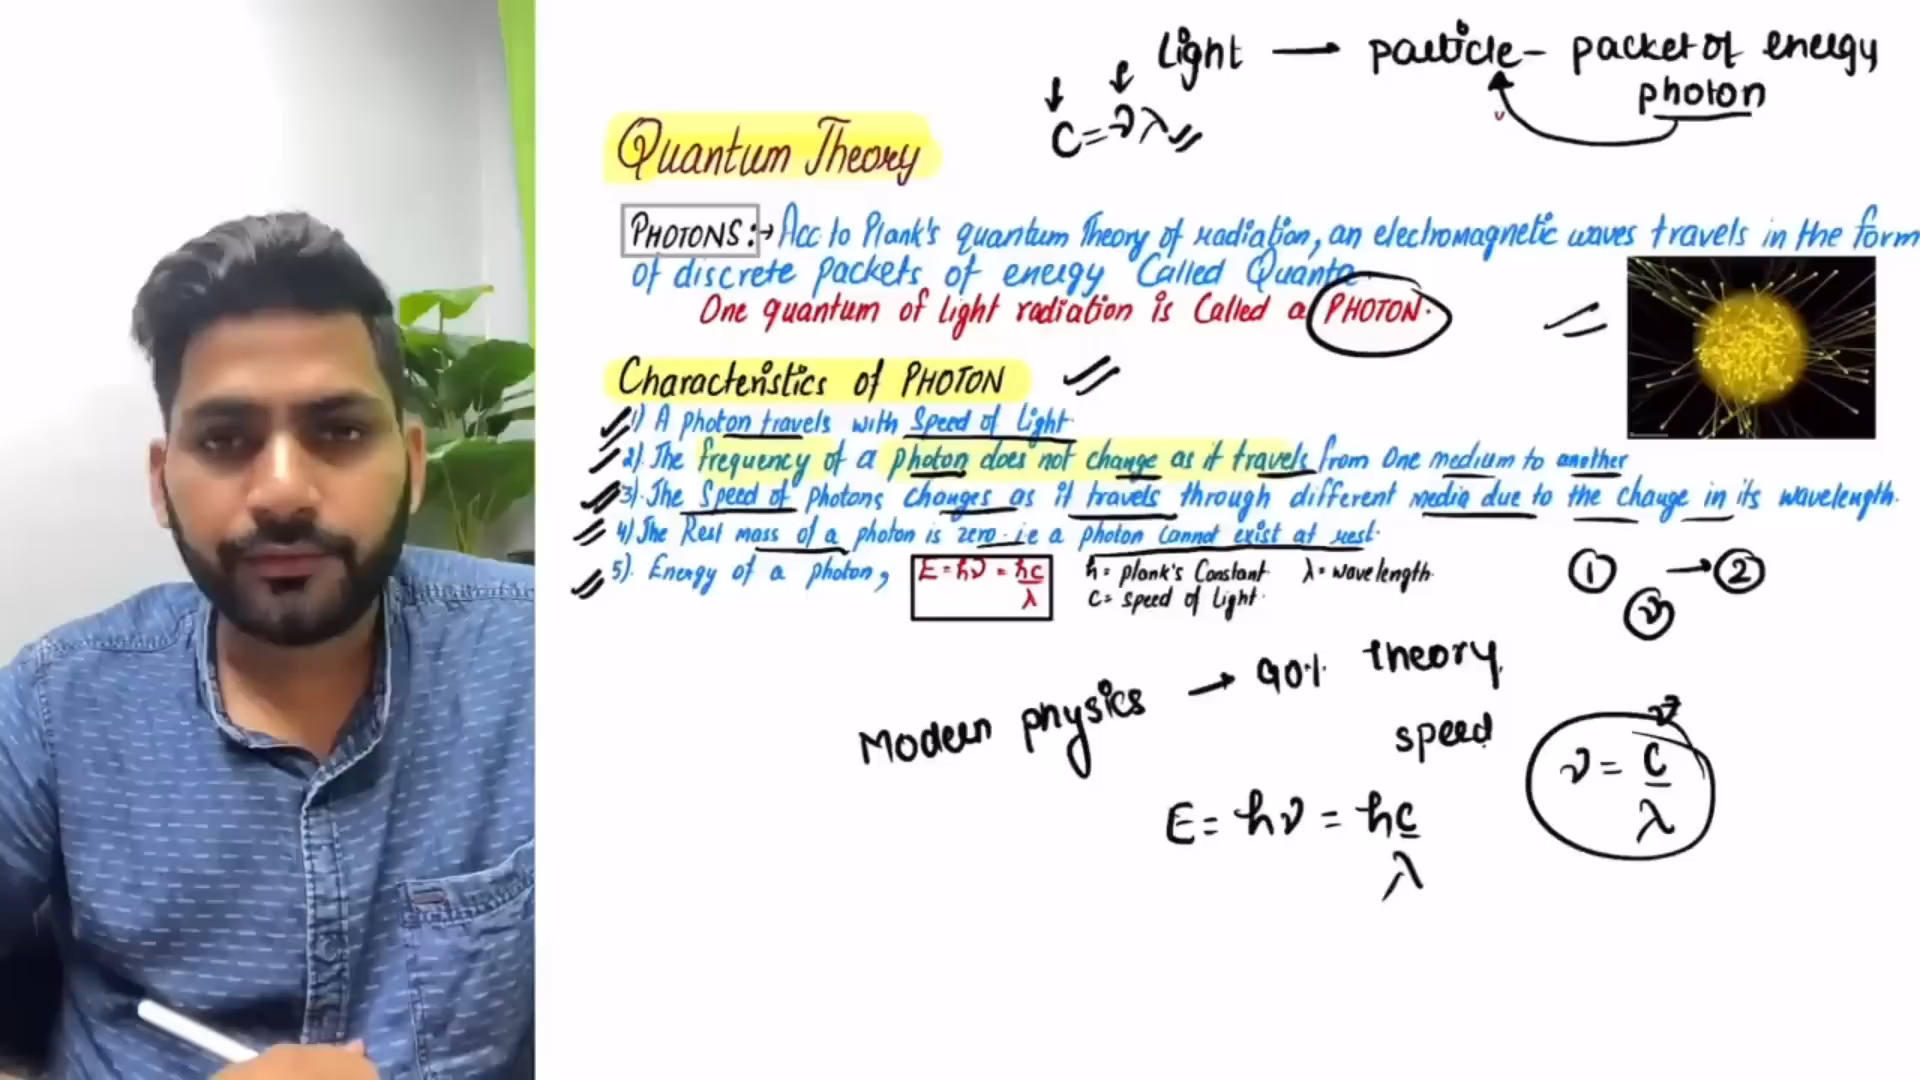 Light → particle – packet of energy
photon
C = νλ
Quantum Theory
PHOTONS:→ Acc to Plank's quantum Theory of radiation, an electromagnetic waves travels in the form
of discrete packets of energy Called Quanta
One quantum of light radiation is Called a PHOTON.
Characteristics of PHOTON
1) A photon travels with Speed of Light.
2). The frequency of a photon does not change as it travels from One medium to another
3). The Speed of photons changes as it travels through different media due to the change in its wavelength.
4) The Rest mass of a photon is zero. i.e a photon Cannot exist at rest.
5). Energy of a photon, E = hν = hc/λ h = plank's Constant. λ = wavelength.
C = speed of Light.
① → ②
ν
Modern physics → 90% theory
speed
ν = c/λ
E = hν = hc/λ